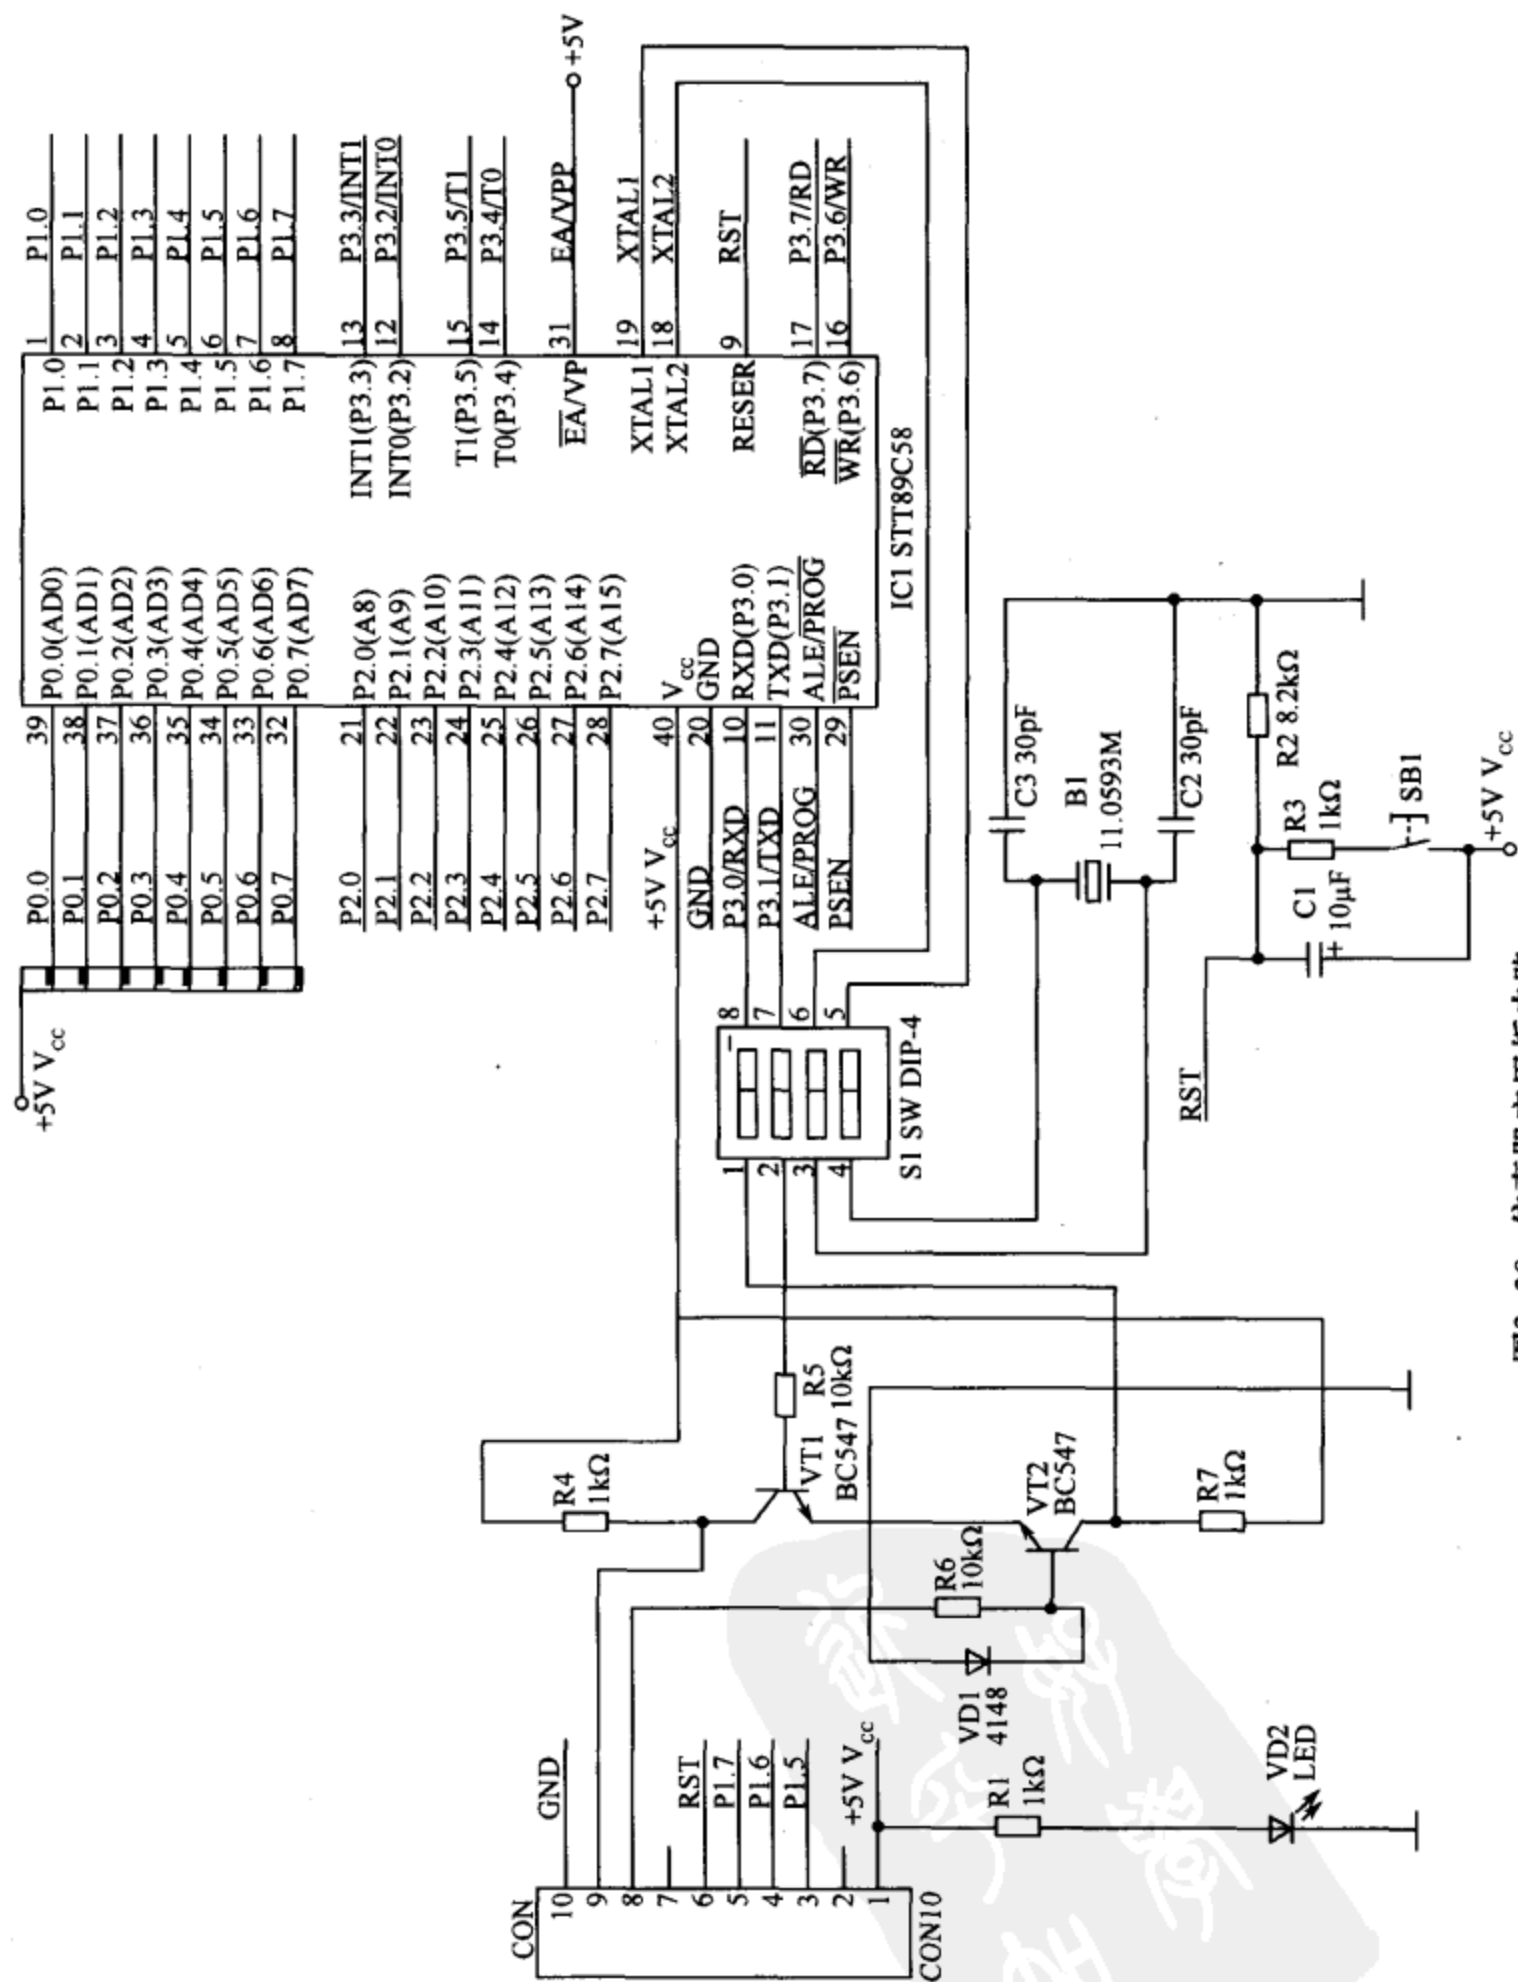 +5V V_CC
P0.0
P0.1
P0.2
P0.3
P0.4
P0.5
P0.6
P0.7
39
38
37
36
35
34
33
32
P0.0(AD0)
P0.1(AD1)
P0.2(AD2)
P0.3(AD3)
P0.4(AD4)
P0.5(AD5)
P0.6(AD6)
P0.7(AD7)
P1.0
P1.1
P1.2
P1.3
P1.4
P1.5
P1.6
P1.7
1
2
3
4
5
6
7
8
P1.0
P1.1
P1.2
P1.3
P1.4
P1.5
P1.6
P1.7
P2.0
P2.1
P2.2
P2.3
P2.4
P2.5
P2.6
P2.7
21
22
23
24
25
26
27
28
P2.0(A8)
P2.1(A9)
P2.2(A10)
P2.3(A11)
P2.4(A12)
P2.5(A13)
P2.6(A14)
P2.7(A15)
INT1(P3.3)
INT0(P3.2)
13
12
P3.3/INT1
P3.2/INT0
T1(P3.5)
T0(P3.4)
15
14
P3.5/T1
P3.4/T0
EA/VP
31
EA/VPP
+5V
XTAL1
XTAL2
19
18
XTAL1
XTAL2
RESER
9
RST
RD(P3.7)
WR(P3.6)
17
16
P3.7/RD
P3.6/WR
+5V V_CC
GND
P3.0/RXD
P3.1/TXD
ALE/PROG
PSEN
40
20
10
11
30
29
V_CC
GND
RXD(P3.0)
TXD(P3.1)
ALE/PROG
PSEN
IC1 STT89C58
8
7
6
5
1
2
3
4
S1 SW DIP-4
C3 30pF
B1
11.0593M
C2 30pF
R2 8.2kΩ
R3
1kΩ
SB1
C1
+
10μF
+5V V_CC
RST
R4
1kΩ
R5
10kΩ
VT1
BC547
VT2
BC547
R6
10kΩ
R7
1kΩ
VD1
4148
CON
10
9
8
7
6
5
4
3
2
1
CON10
GND
RST
P1.7
P1.6
P1.5
+5V V_CC
R1
1kΩ
VD2
LED